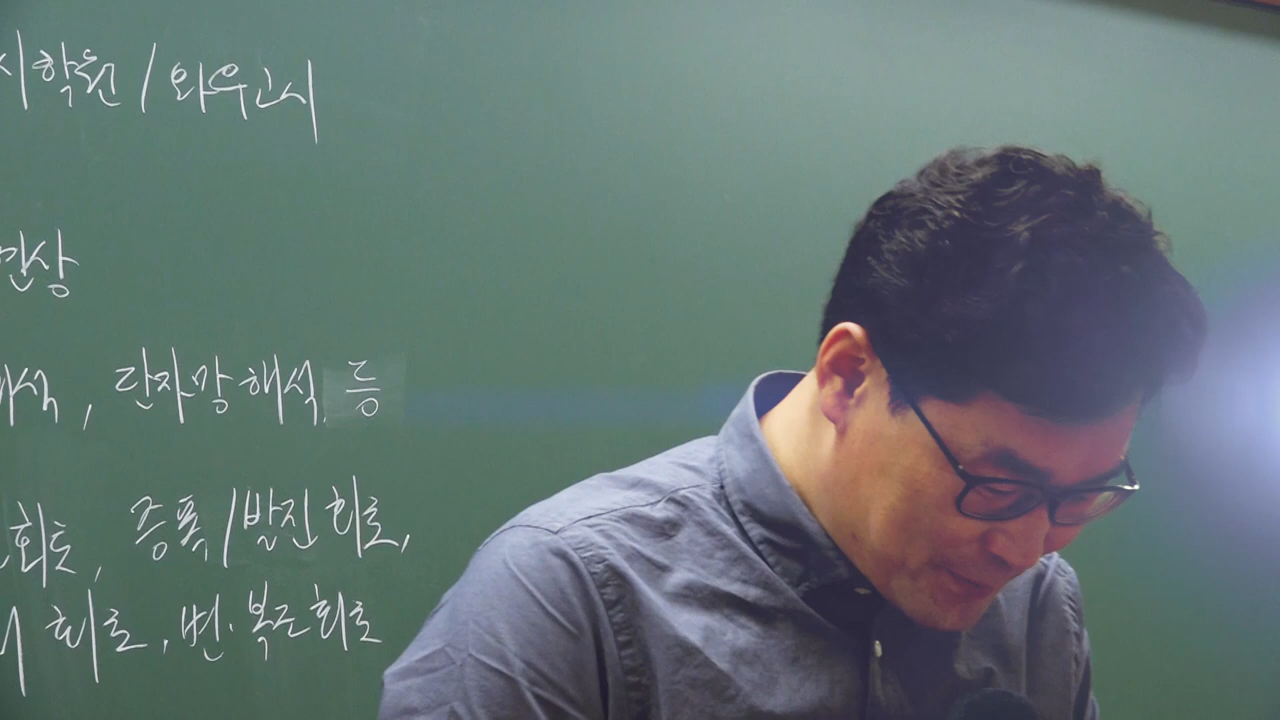 시학원 / 와우고시
면상
해석, 단자망 해석 등
회로, 증폭/발진 회로,
회로, 변·복조 회로